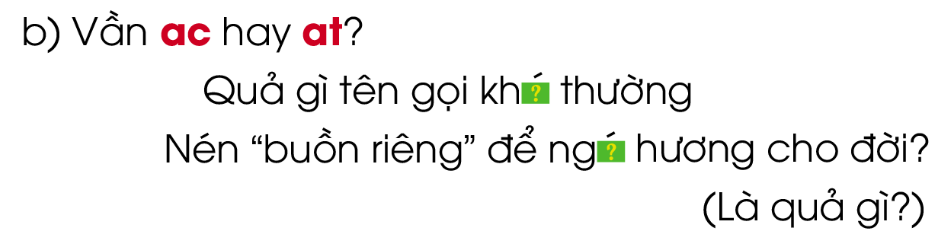 b) Vần ac hay at?
Quả gì tên gọi kh?́ thường
Nén “buồn riêng” để ng?́ hương cho đời?
(Là quả gì?)